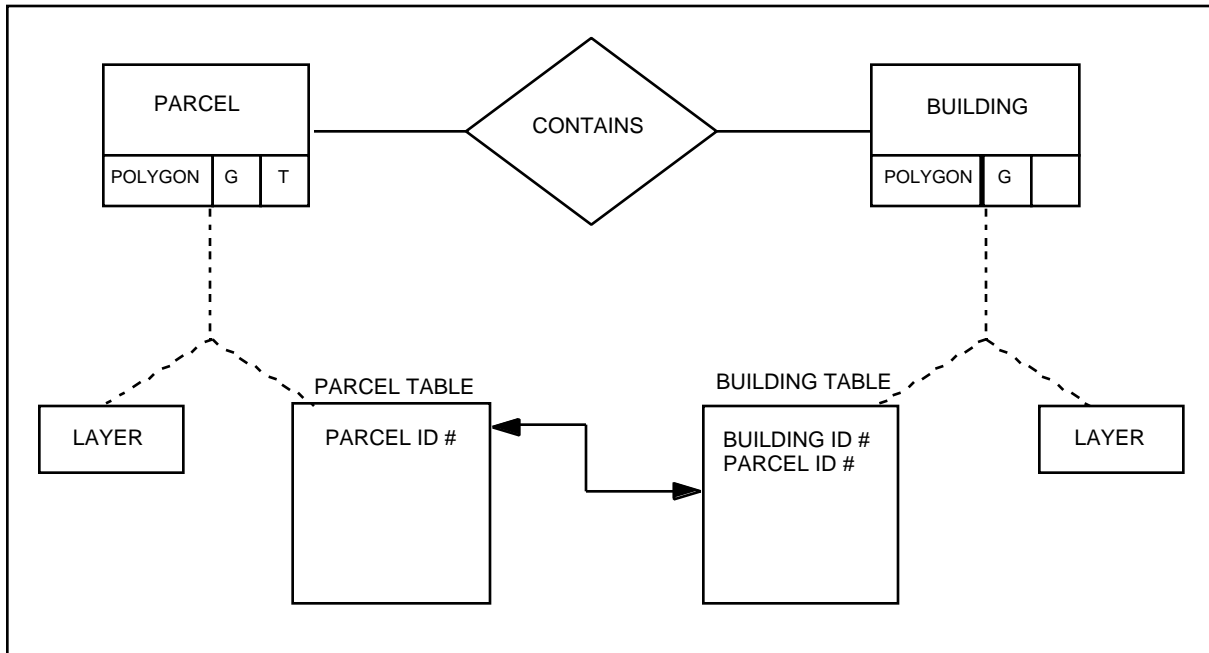 PARCEL
POLYGON G T
CONTAINS
BUILDING
POLYGON G
LAYER
PARCEL TABLE
PARCEL ID #
BUILDING TABLE
BUILDING ID #
PARCEL ID #
LAYER